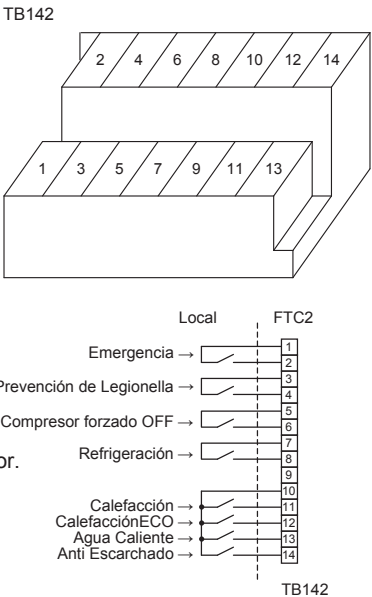 TB142
2 4 6 8 10 12 14
1 3 5 7 9 11 13
Local FTC2
Emergencia → 1
2
Prevención de Legionella → 3
4
Compresor forzado OFF → 5
6
or. Refrigeración → 7
8
9
10
Calefacción → 11
CalefacciónECO → 12
Agua Caliente → 13
Anti Escarchado → 14
TB142